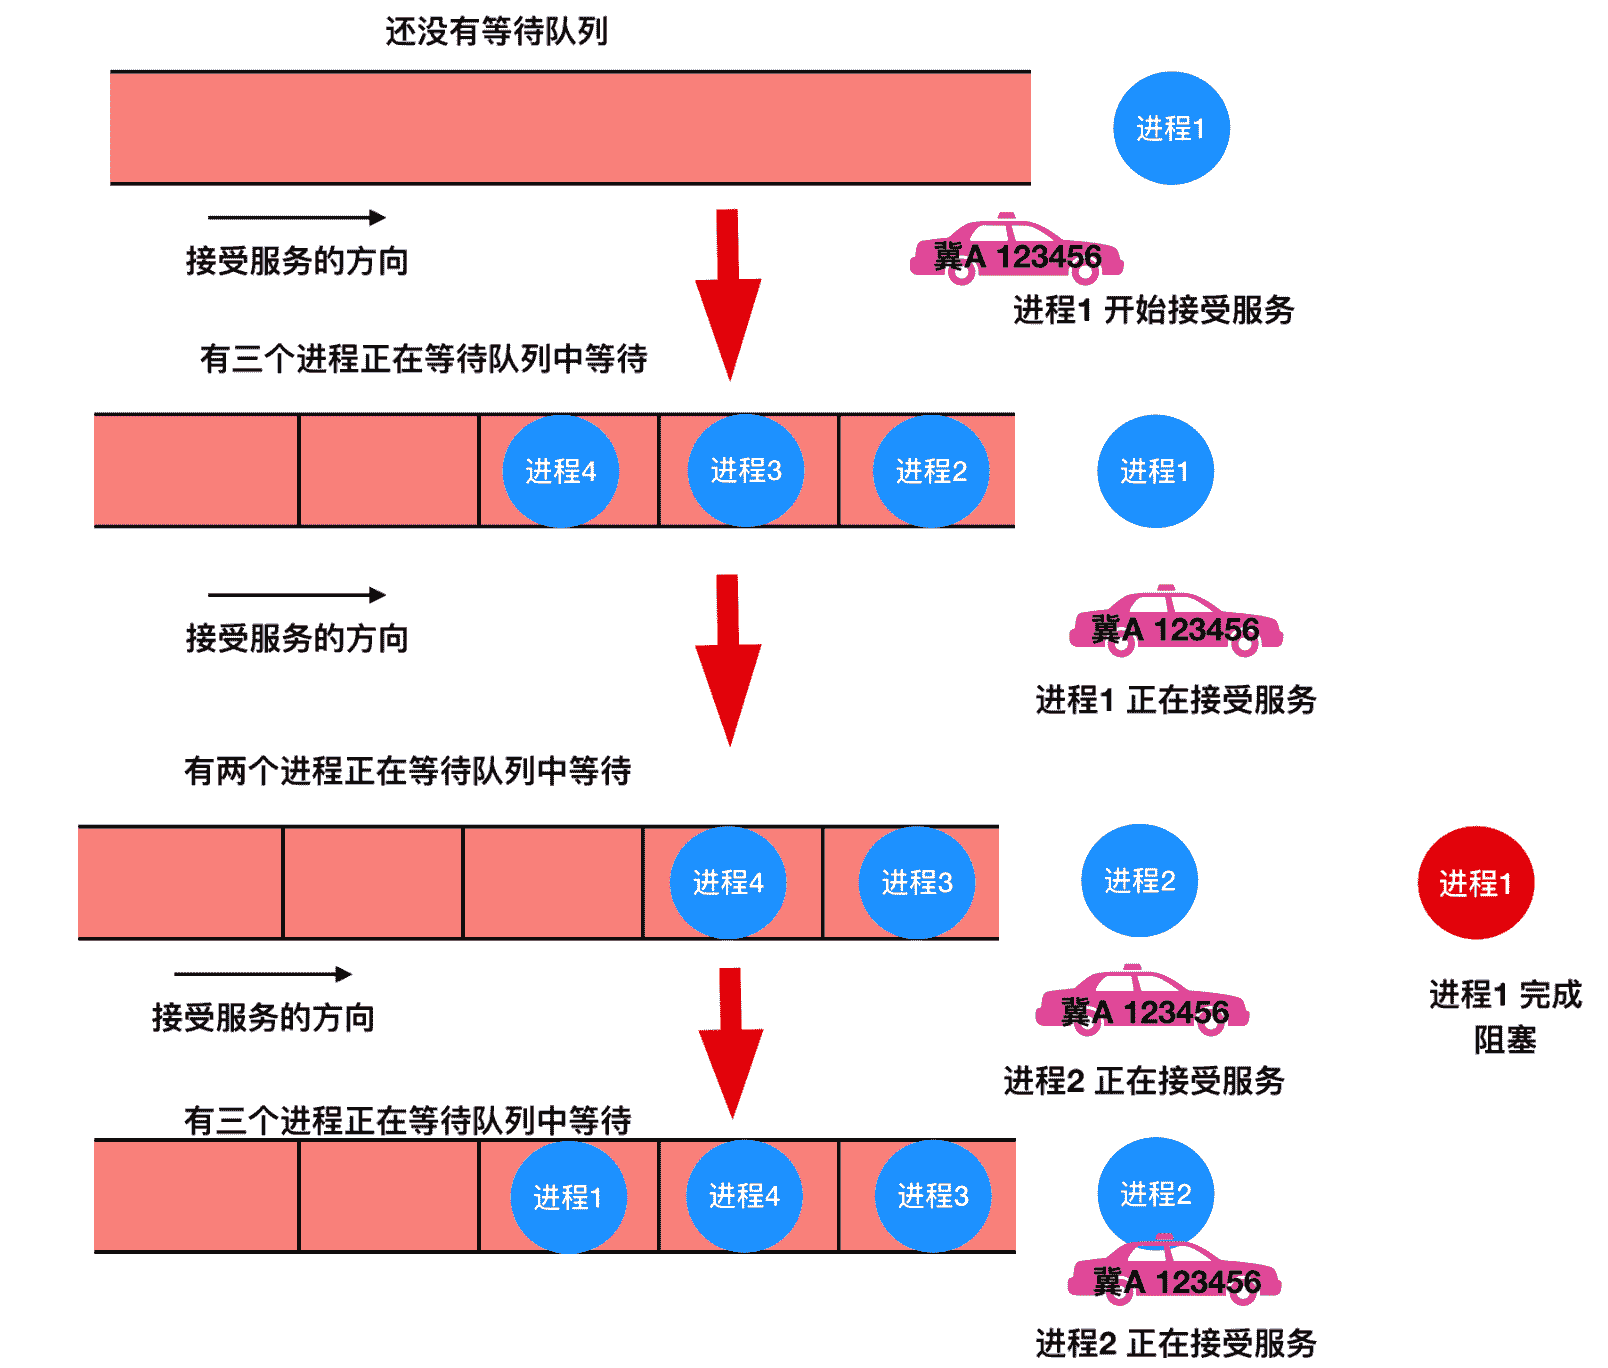 还没有等待队列
进程1
接受服务的方向
冀A 123456
进程1 开始接受服务
有三个进程正在等待队列中等待
进程4
进程3
进程2
进程1
接受服务的方向
冀A 123456
进程1 正在接受服务
有两个进程正在等待队列中等待
进程4
进程3
进程2
进程1
接受服务的方向
冀A 123456
进程2 正在接受服务
进程1 完成
阻塞
有三个进程正在等待队列中等待
进程1
进程4
进程3
进程2
冀A 123456
进程2 正在接受服务